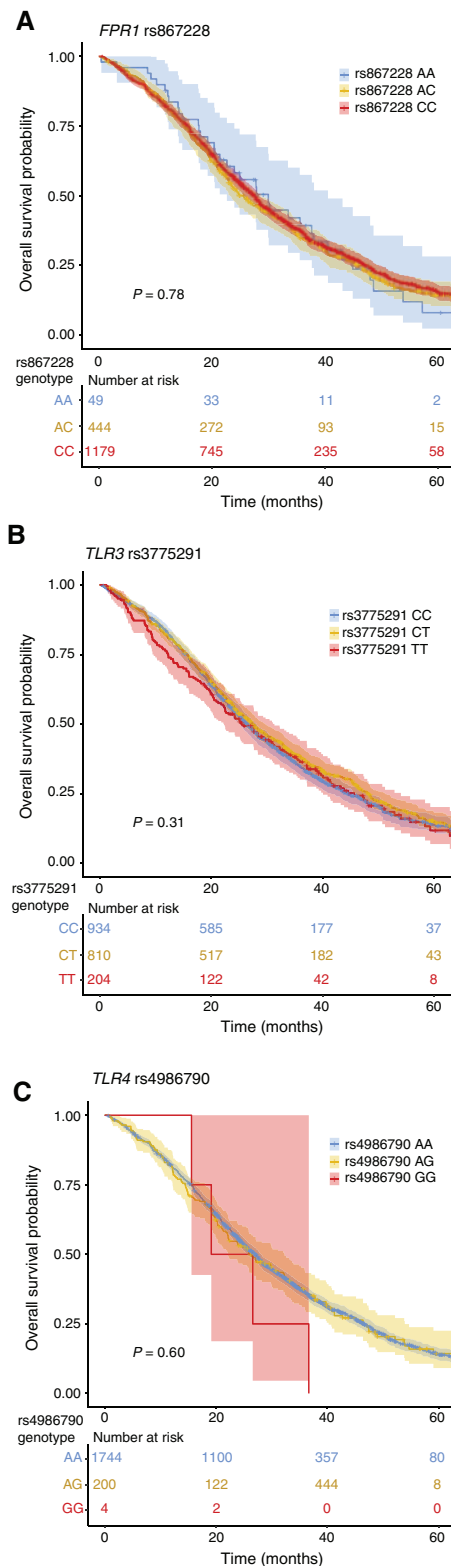 A
FPR1 rs867228
1.00
0.75
0.50
0.25
0.00
Overall survival probability
rs867228 AA
rs867228 AC
rs867228 CC
P = 0.78
0 20 40 60
rs867228 genotype
Number at risk
AA 49 33 11 2
AC 444 272 93 15
CC 1179 745 235 58
0 20 40 60
Time (months)
B
TLR3 rs3775291
1.00
0.75
0.50
0.25
0.00
Overall survival probability
rs3775291 CC
rs3775291 CT
rs3775291 TT
P = 0.31
0 20 40 60
rs3775291 genotype
Number at risk
CC 934 585 177 37
CT 810 517 182 43
TT 204 122 42 8
0 20 40 60
Time (months)
C
TLR4 rs4986790
1.00
0.75
0.50
0.25
0.00
Overall survival probability
rs4986790 AA
rs4986790 AG
rs4986790 GG
P = 0.60
0 20 40 60
rs4986790 genotype
Number at risk
AA 1744 1100 357 80
AG 200 122 444 8
GG 4 2 0 0
0 20 40 60
Time (months)